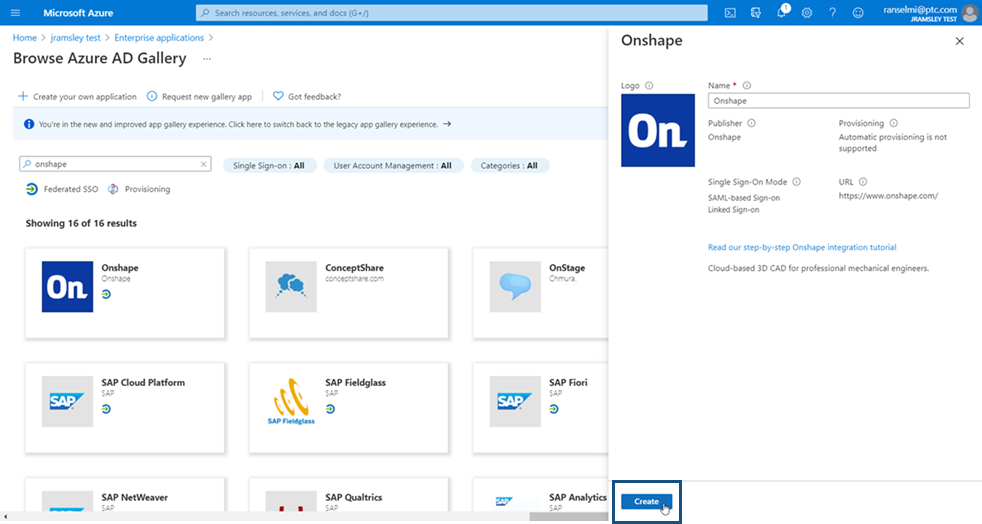 Microsoft Azure
Search resources, services, and docs (G+/)
1
ranselmi@ptc.com
JRAMSLEY TEST
Home > jramsley test > Enterprise applications >
Browse Azure AD Gallery ...
Create your own application
Request new gallery app
Got feedback?
You're in the new and improved app gallery experience. Click here to switch back to the legacy app gallery experience. →
onshape
Single Sign-on : All
User Account Management : All
Categories : All
Federated SSO
Provisioning
Showing 16 of 16 results
On
Onshape
Onshape
ConceptShare
conceptshare.com
OnStage
Chmura.
SAP
SAP Cloud Platform
SAP
SAP Fieldglass
SAP Fieldglass
SAP
SAP
SAP Fiori
SAP
SAP NetWeaver
SAP
SAP Qualtrics
SAP
SAP
SAP Analytics
SAP
Onshape
Logo
On
Name *
Onshape
Publisher
Onshape
Provisioning
Automatic provisioning is not
supported
Single Sign-On Mode
SAML-based Sign-on
Linked Sign-on
URL
https://www.onshape.com/
Read our step-by-step Onshape integration tutorial
Cloud-based 3D CAD for professional mechanical engineers.
Create